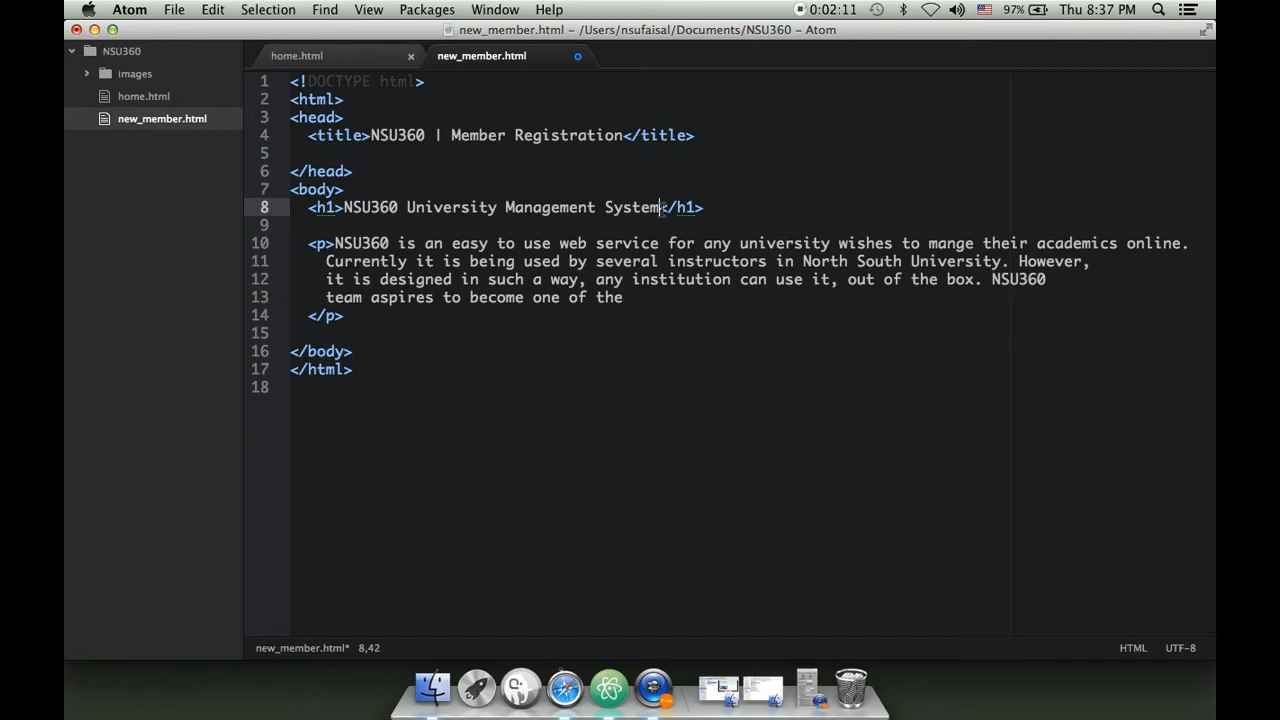 Atom File Edit Selection Find View Packages Window Help 0:02:11 97% Thu 8:37 PM
new_member.html - /Users/nsufaisal/Documents/NSU360 - Atom
NSU360
images
home.html
new_member.html
home.html × new_member.html
1 <!DOCTYPE html>
2 <html>
3 <head>
4 <title>NSU360 | Member Registration</title>
5
6 </head>
7 <body>
8 <h1>NSU360 University Management System</h1>
9
10 <p>NSU360 is an easy to use web service for any university wishes to mange their academics online.
11 Currently it is being used by several instructors in North South University. However,
12 it is designed in such a way, any institution can use it, out of the box. NSU360
13 team aspires to become one of the
14 </p>
15
16 </body>
17 </html>
18
new_member.html* 8,42 HTML UTF-8